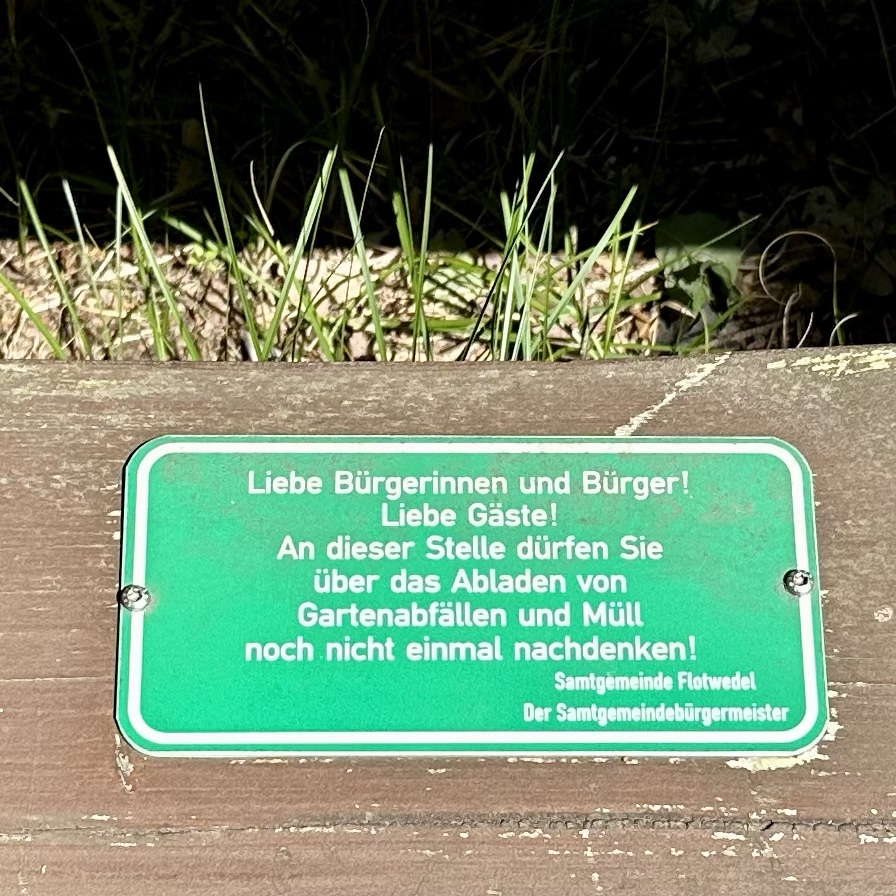 Liebe Bürgerinnen und Bürger!
Liebe Gäste!
An dieser Stelle dürfen Sie
über das Abladen von
Gartenabfällen und Müll
noch nicht einmal nachdenken!
Samtgemeinde Flotwedel
Der Samtgemeindebürgermeister